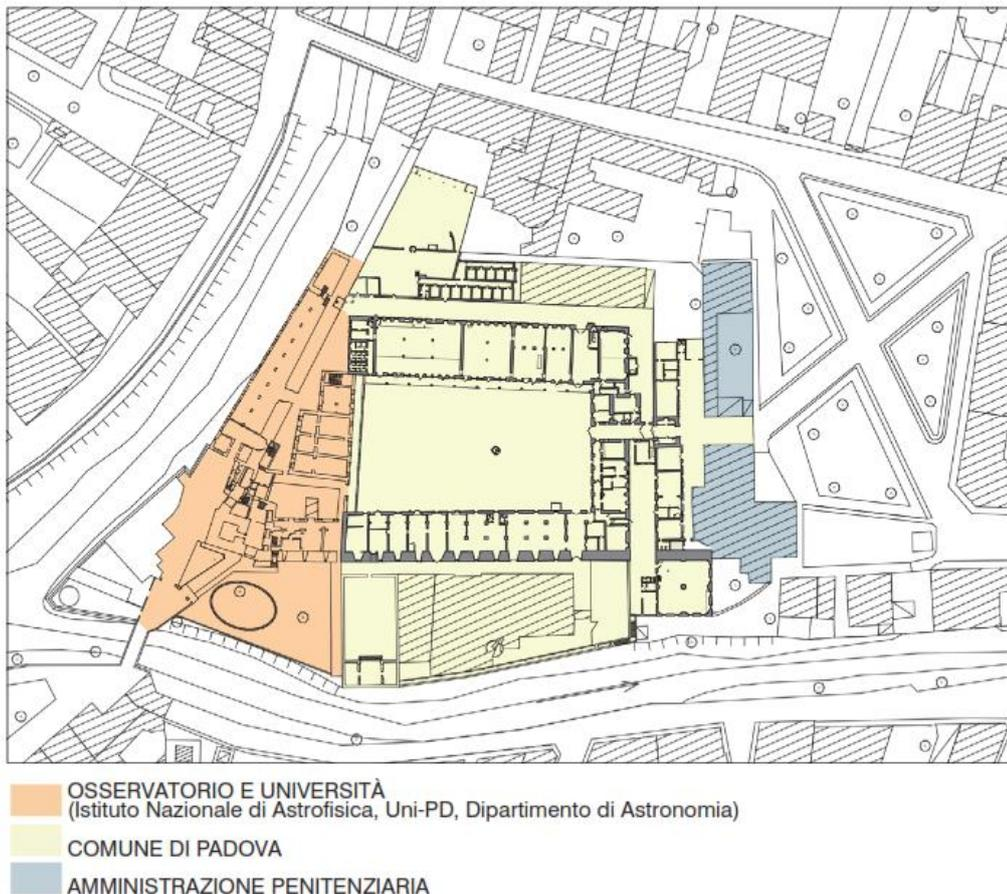 OSSERVATORIO E UNIVERSITÀ
(Istituto Nazionale di Astrofisica, Uni-PD, Dipartimento di Astronomia)
COMUNE DI PADOVA
AMMINISTRAZIONE PENITENZIARIA